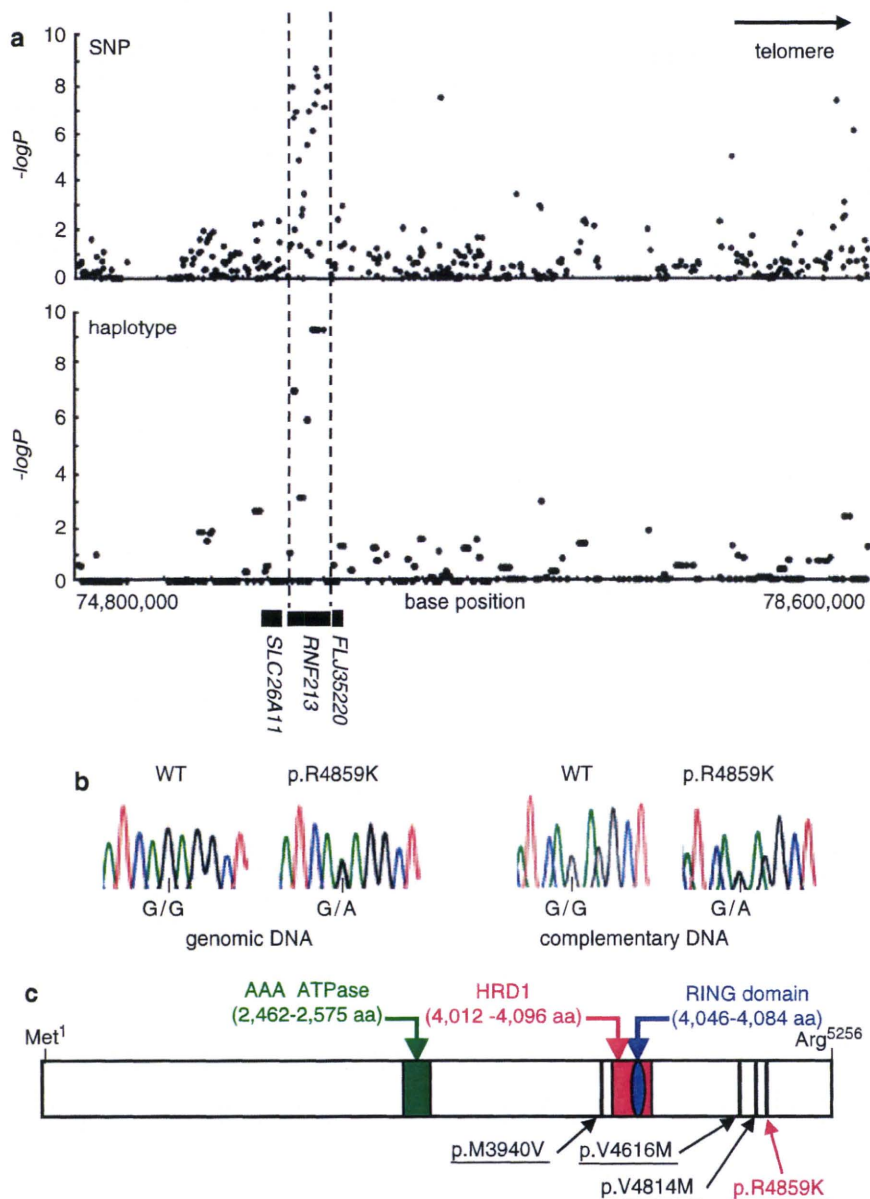 a
SNP
telomere
10
8
6
4
2
0
-logP
haplotype
10
8
6
4
2
0
-logP
74,800,000
base position
78,600,000
SLC26A11
RNF213
FLJ35220
b
WT
p.R4859K
WT
p.R4859K
G/G
G/A
G/G
G/A
genomic DNA
complementary DNA
c
AAA ATPase
(2,462-2,575 aa)
HRD1
(4,012 -4,096 aa)
RING domain
(4,046-4,084 aa)
Met1
Arg5256
p.M3940V
p.V4616M
p.V4814M
p.R4859K